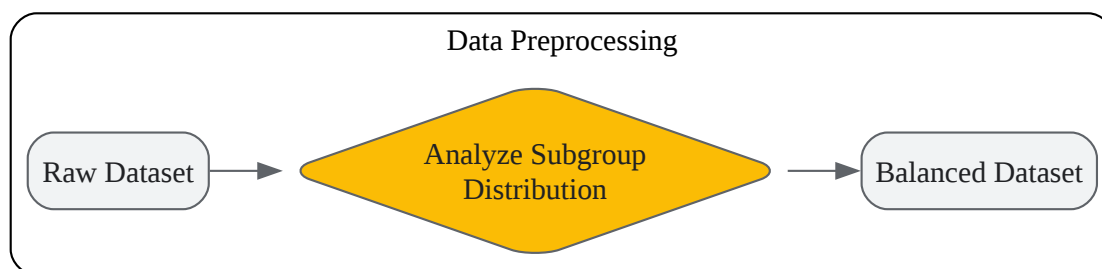 Data Preprocessing
Raw Dataset
Analyze Subgroup
Distribution
Balanced Dataset